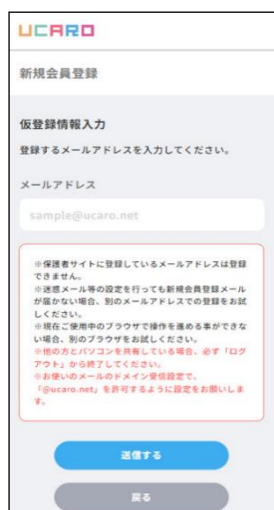 UCARO
新規会員登録
仮登録情報入力
登録するメールアドレスを入力してください。
メールアドレス
sample@ucaro.net
※保護者サイトに登録しているメールアドレスは登録
できません。
※迷惑メール等の設定を行っても新規会員登録メール
が届かない場合、別のメールアドレスでの登録をお試
しください。
※現在ご使用中のブラウザで操作を進める事ができな
い場合、別のブラウザをお試しください。
※他の方とパソコンを共有している場合、必ず「ログ
アウト」から終了してください。
※お使いのメールのドメイン受信設定で、
「@ucaro.net」を許可するように設定をお願いしま
す。
送信する
戻る